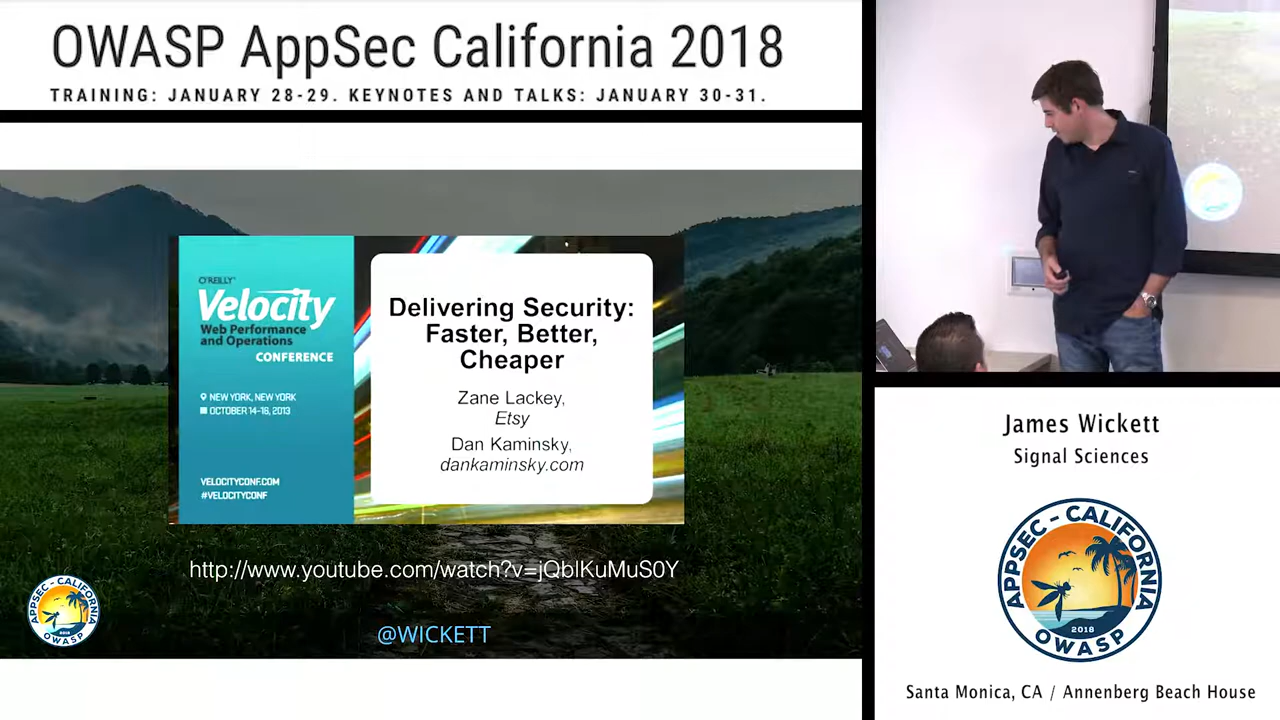 OWASP AppSec California 2018
TRAINING: JANUARY 28-29. KEYNOTES AND TALKS: JANUARY 30-31.
O'REILLY
Velocity
Web Performance
and Operations
CONFERENCE
NEW YORK, NEW YORK
OCTOBER 14-16, 2013
VELOCITYCONF.COM
#VELOCITYCONF
Delivering Security:
Faster, Better,
Cheaper
Zane Lackey,
Etsy
Dan Kaminsky,
dankaminsky.com
http://www.youtube.com/watch?v=jQblKuMuS0Y
APPSEC - CALIFORNIA
2018
OWASP
@WICKETT
James Wickett
Signal Sciences
APPSEC - CALIFORNIA
2018
OWASP
Santa Monica, CA / Annenberg Beach House